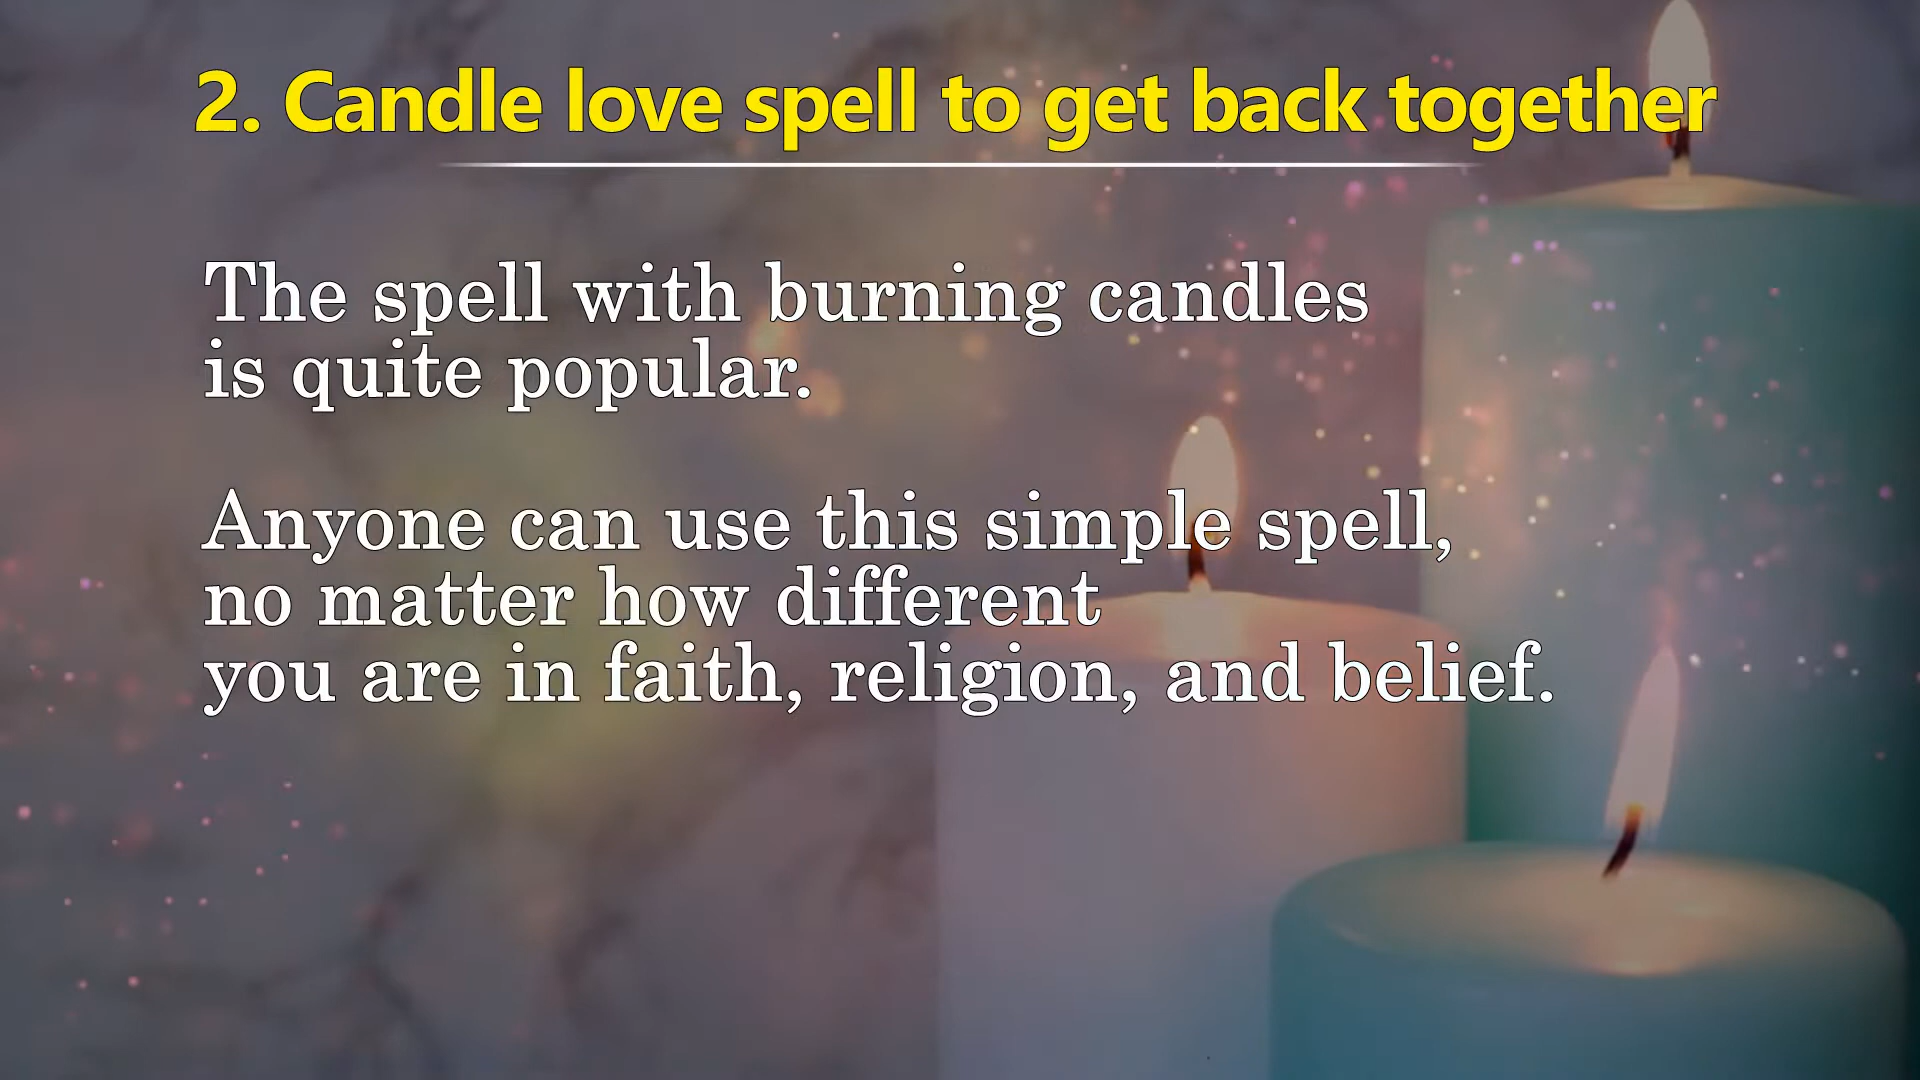 2. Candle love spell to get back together
The spell with burning candles
is quite popular.
Anyone can use this simple spell,
no matter how different
you are in faith, religion, and belief.